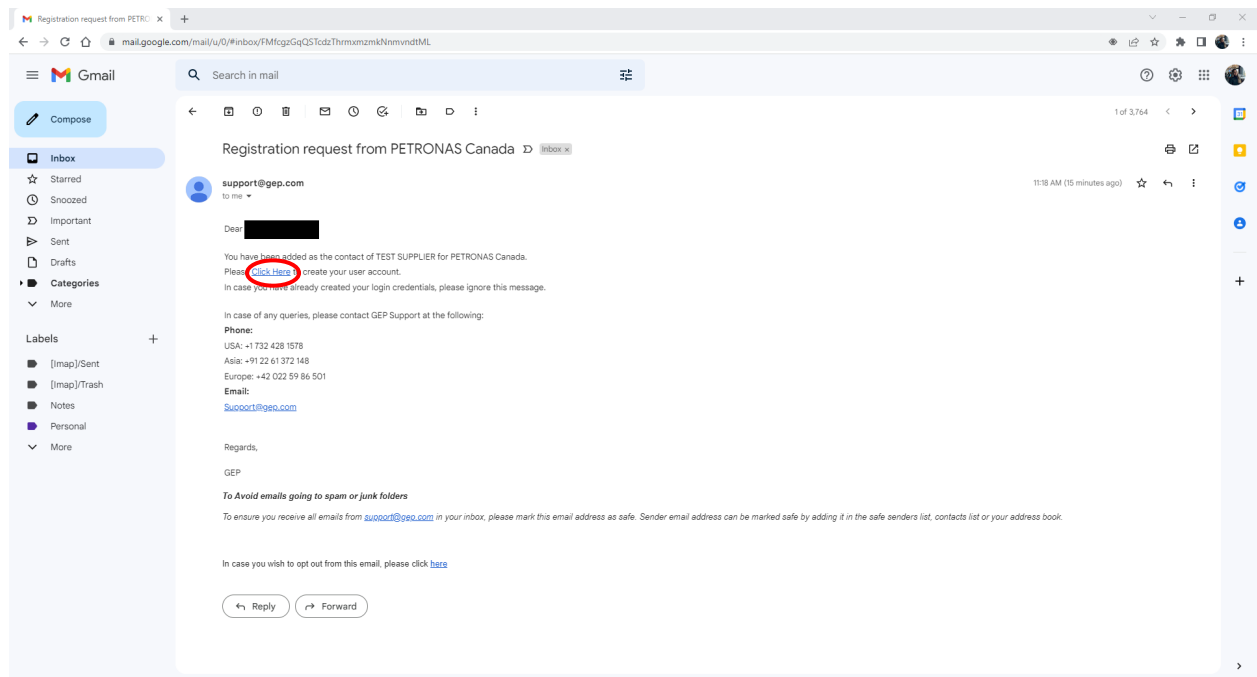 Registration request from PETRO
mail.google.com/mail/u/0/#inbox/FMfcgzGqQSTcdzThrmxmzmkNnmvndtML
Gmail
Search in mail
Compose
1 of 3,764
Inbox
Starred
Snoozed
Important
Sent
Drafts
Categories
More
Labels
[Imap]/Sent
[Imap]/Trash
Notes
Personal
More
Registration request from PETRONAS Canada Inbox x
support@gep.com
11:18 AM (15 minutes ago)
to me
Dear
You have been added as the contact of TEST SUPPLIER for PETRONAS Canada.
Please Click Here to create your user account.
In case you have already created your login credentials, please ignore this message.
In case of any queries, please contact GEP Support at the following:
Phone:
USA: +1 732 428 1578
Asia: +91 22 61 372 148
Europe: +42 022 59 86 501
Email:
Support@gep.com
Regards,
GEP
To Avoid emails going to spam or junk folders
To ensure you receive all emails from support@gep.com in your inbox, please mark this email address as safe. Sender email address can be marked safe by adding it in the safe senders list, contacts list or your address book.
In case you wish to opt out from this email, please click here
Reply
Forward
31